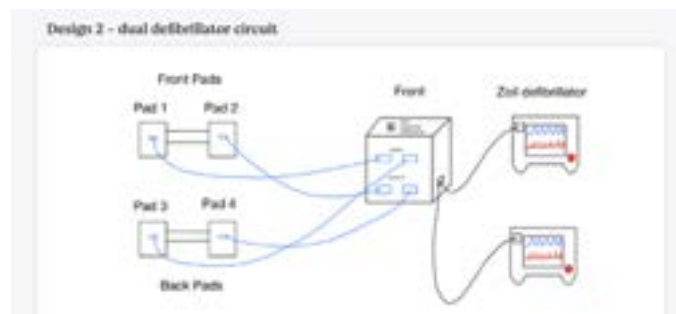 Design 2 – dual defibrillator circuit
Front Pads
Pad 1
Pad 2
Front
Zoll defibrillator
Pad 3
Pad 4
Back Pads